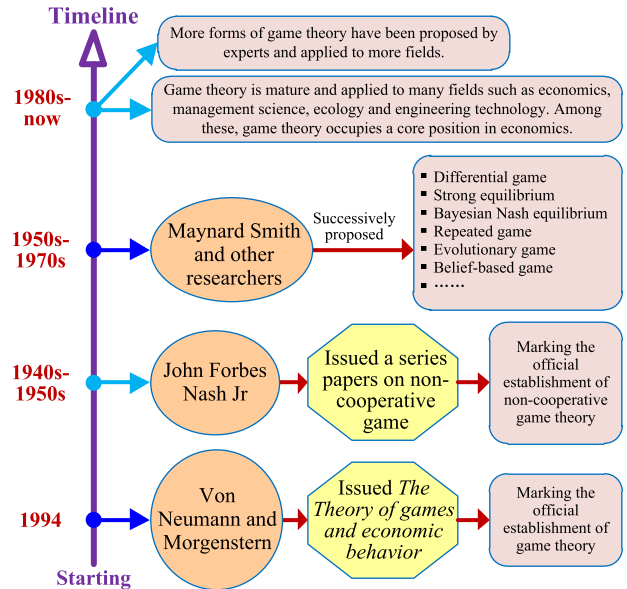 Timeline
More forms of game theory have been proposed by
experts and applied to more fields.
1980s-
now
Game theory is mature and applied to many fields such as economics,
management science, ecology and engineering technology. Among
these, game theory occupies a core position in economics.
1950s-
1970s
Maynard Smith
and other
researchers
Successively
proposed
▪ Differential game
▪ Strong equilibrium
▪ Bayesian Nash equilibrium
▪ Repeated game
▪ Evolutionary game
▪ Belief-based game
▪ ……
1940s-
1950s
John Forbes
Nash Jr
Issued a series
papers on non-
cooperative
game
Marking the
official
establishment of
non-cooperative
game theory
1994
Von
Neumann and
Morgenstern
Issued The
Theory of games
and economic
behavior
Marking the
official
establishment of
game theory
Starting